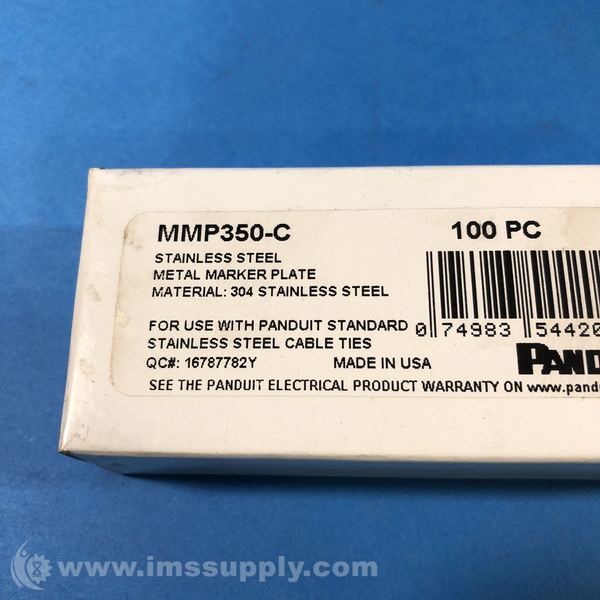 MMP350-C 100 PC
STAINLESS STEEL
METAL MARKER PLATE
MATERIAL: 304 STAINLESS STEEL
FOR USE WITH PANDUIT STANDARD
STAINLESS STEEL CABLE TIES
0 74983 54420
QC#: 16787782Y MADE IN USA
PANDU
SEE THE PANDUIT ELECTRICAL PRODUCT WARRANTY ON www.pandu
www.imssupply.com